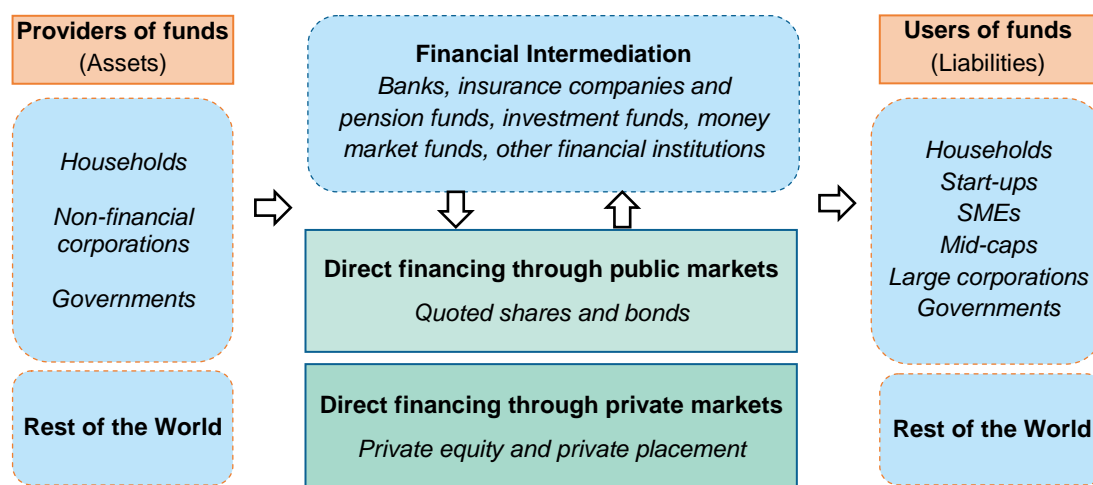 Providers of funds
(Assets)
Households
Non-financial
corporations
Governments
Rest of the World
Financial Intermediation
Banks, insurance companies and
pension funds, investment funds, money
market funds, other financial institutions
Direct financing through public markets
Quoted shares and bonds
Direct financing through private markets
Private equity and private placement
Users of funds
(Liabilities)
Households
Start-ups
SMEs
Mid-caps
Large corporations
Governments
Rest of the World